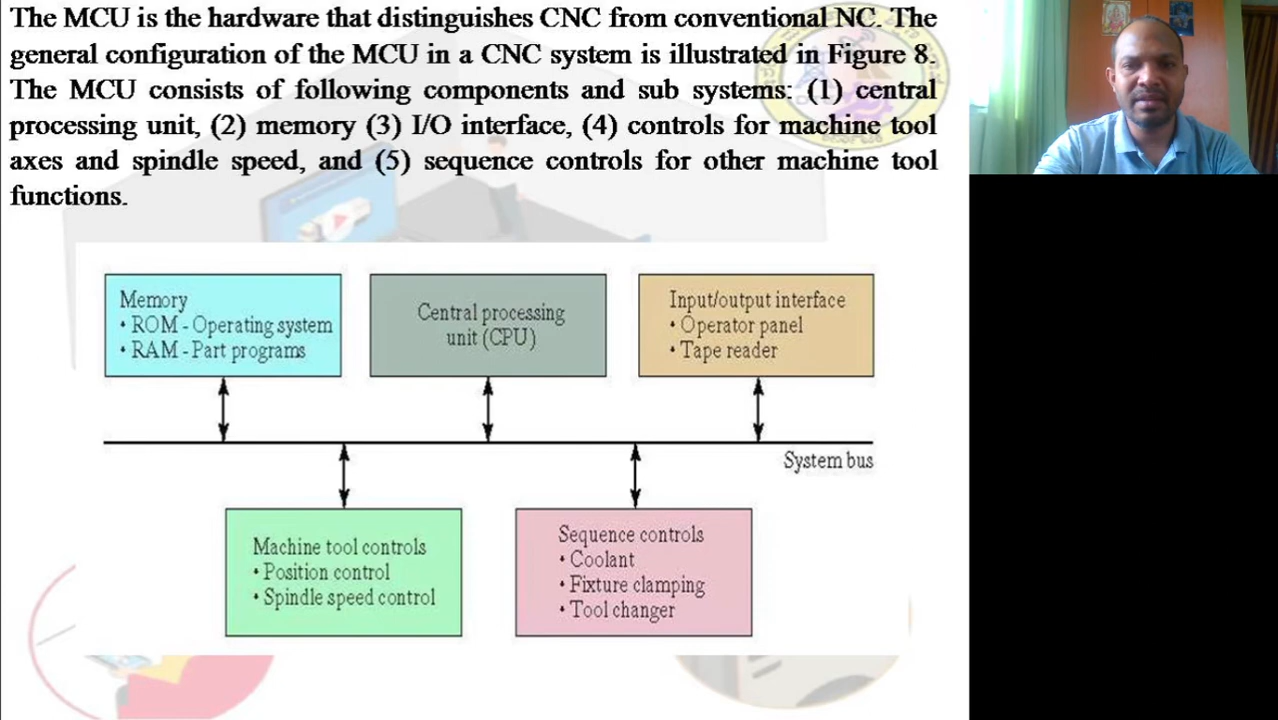 The MCU is the hardware that distinguishes CNC from conventional NC. The
general configuration of the MCU in a CNC system is illustrated in Figure 8.
The MCU consists of following components and sub systems: (1) central
processing unit, (2) memory (3) I/O interface, (4) controls for machine tool
axes and spindle speed, and (5) sequence controls for other machine tool
functions.
Memory
• ROM - Operating system
• RAM - Part programs
Central processing
unit (CPU)
Input/output interface
• Operator panel
• Tape reader
System bus
Machine tool controls
• Position control
• Spindle speed control
Sequence controls
• Coolant
• Fixture clamping
• Tool changer